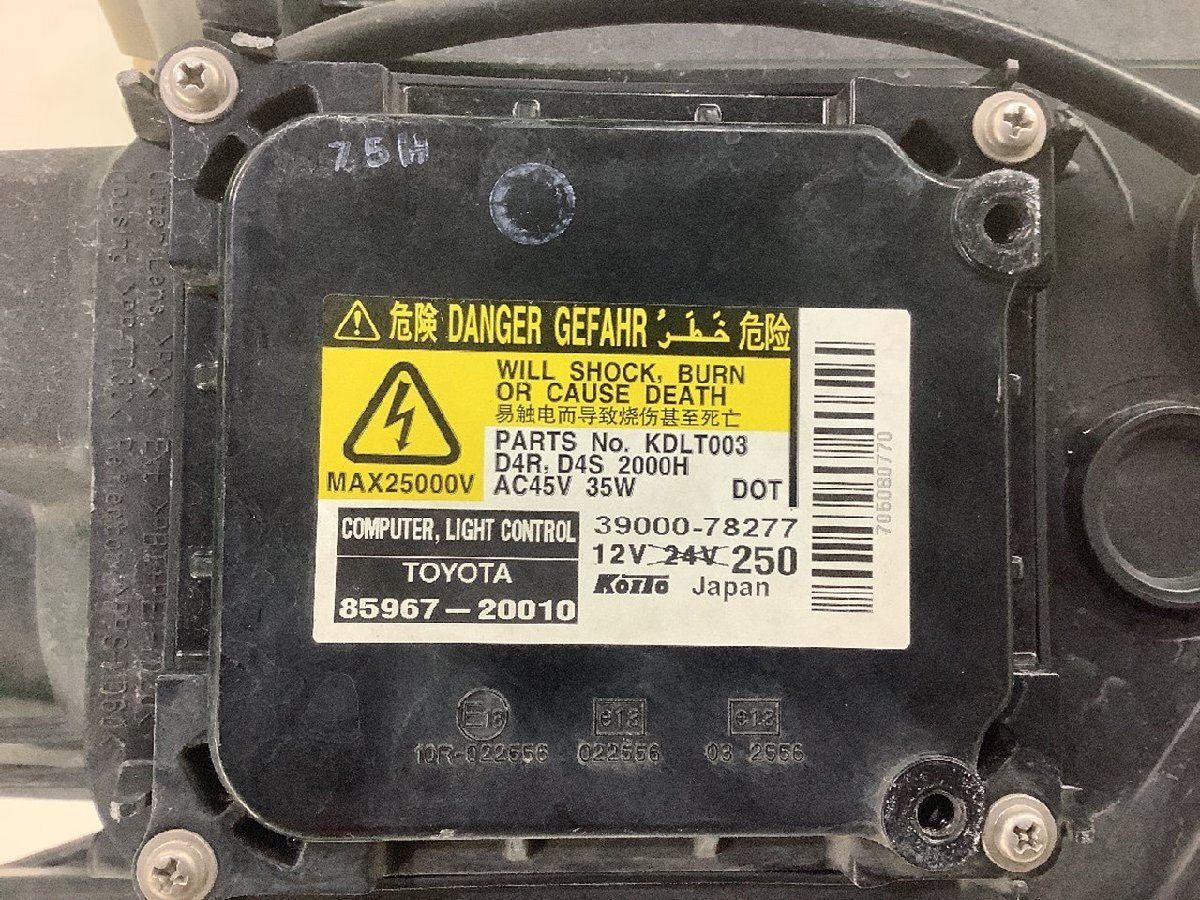 75H
危険 DANGER GEFAHR خَطَرٌ 危险
WILL SHOCK, BURN
OR CAUSE DEATH
易触电而导致烧伤甚至死亡
MAX25000V
PARTS No. KDLT003
D4R, D4S 2000H
AC45V 35W DOT
COMPUTER, LIGHT CONTROL
TOYOTA
85967-20010
39000-78277
12V 24V 250
KOITO Japan
705080770
E13
10R-022556
e13
022556
e13
03 2556